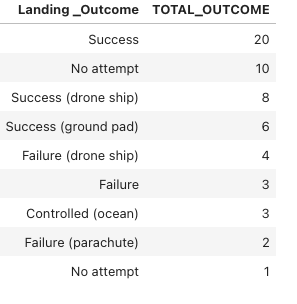 Landing _Outcome TOTAL_OUTCOME
Success 20
No attempt 10
Success (drone ship) 8
Success (ground pad) 6
Failure (drone ship) 4
Failure 3
Controlled (ocean) 3
Failure (parachute) 2
No attempt 1